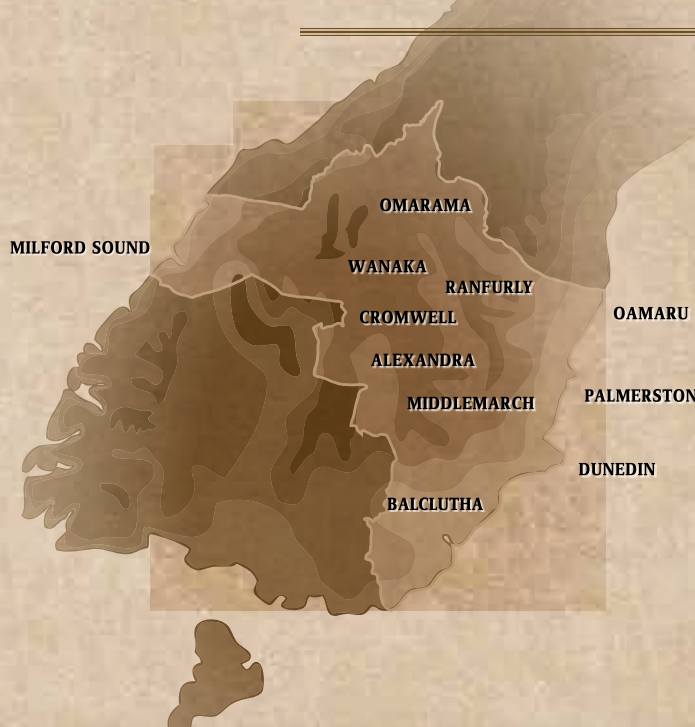 OMARAMA
MILFORD SOUND
WANAKA
RANFURLY
OAMARU
CROMWELL
ALEXANDRA
PALMERSTON
MIDDLEMARCH
DUNEDIN
BALCLUTHA